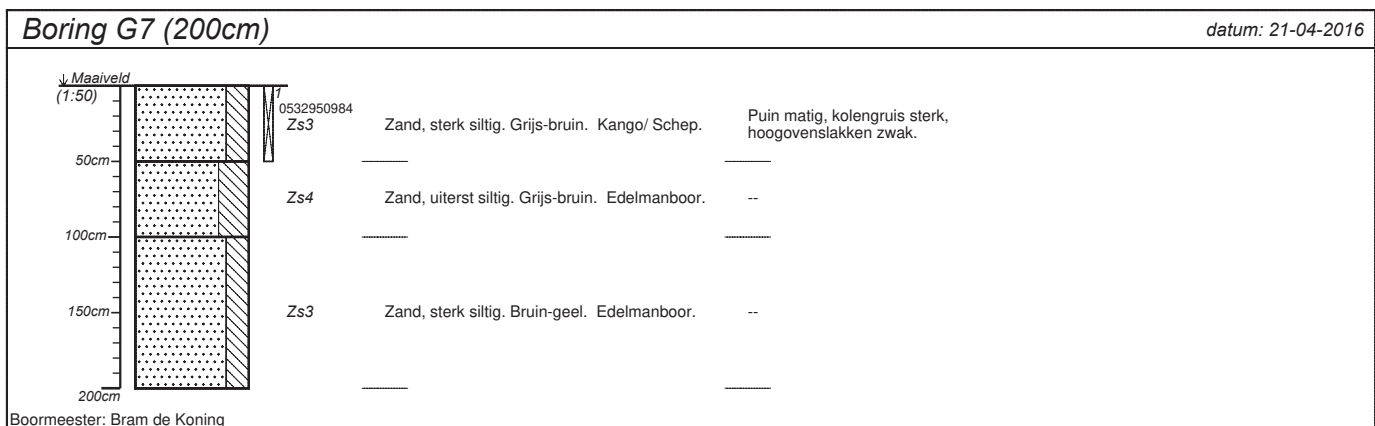 Boring G7 (200cm)
datum: 21-04-2016
Maaiveld
(1:50)
1
0532950984
Zs3 Zand, sterk siltig. Grijs-bruin. Kango/ Schep. Puin matig, kolengruis sterk,
hoogovenslakken zwak.
50cm
Zs4 Zand, uiterst siltig. Grijs-bruin. Edelmanboor. --
100cm
150cm Zs3 Zand, sterk siltig. Bruin-geel. Edelmanboor. --
200cm
Boormeester: Bram de Koning